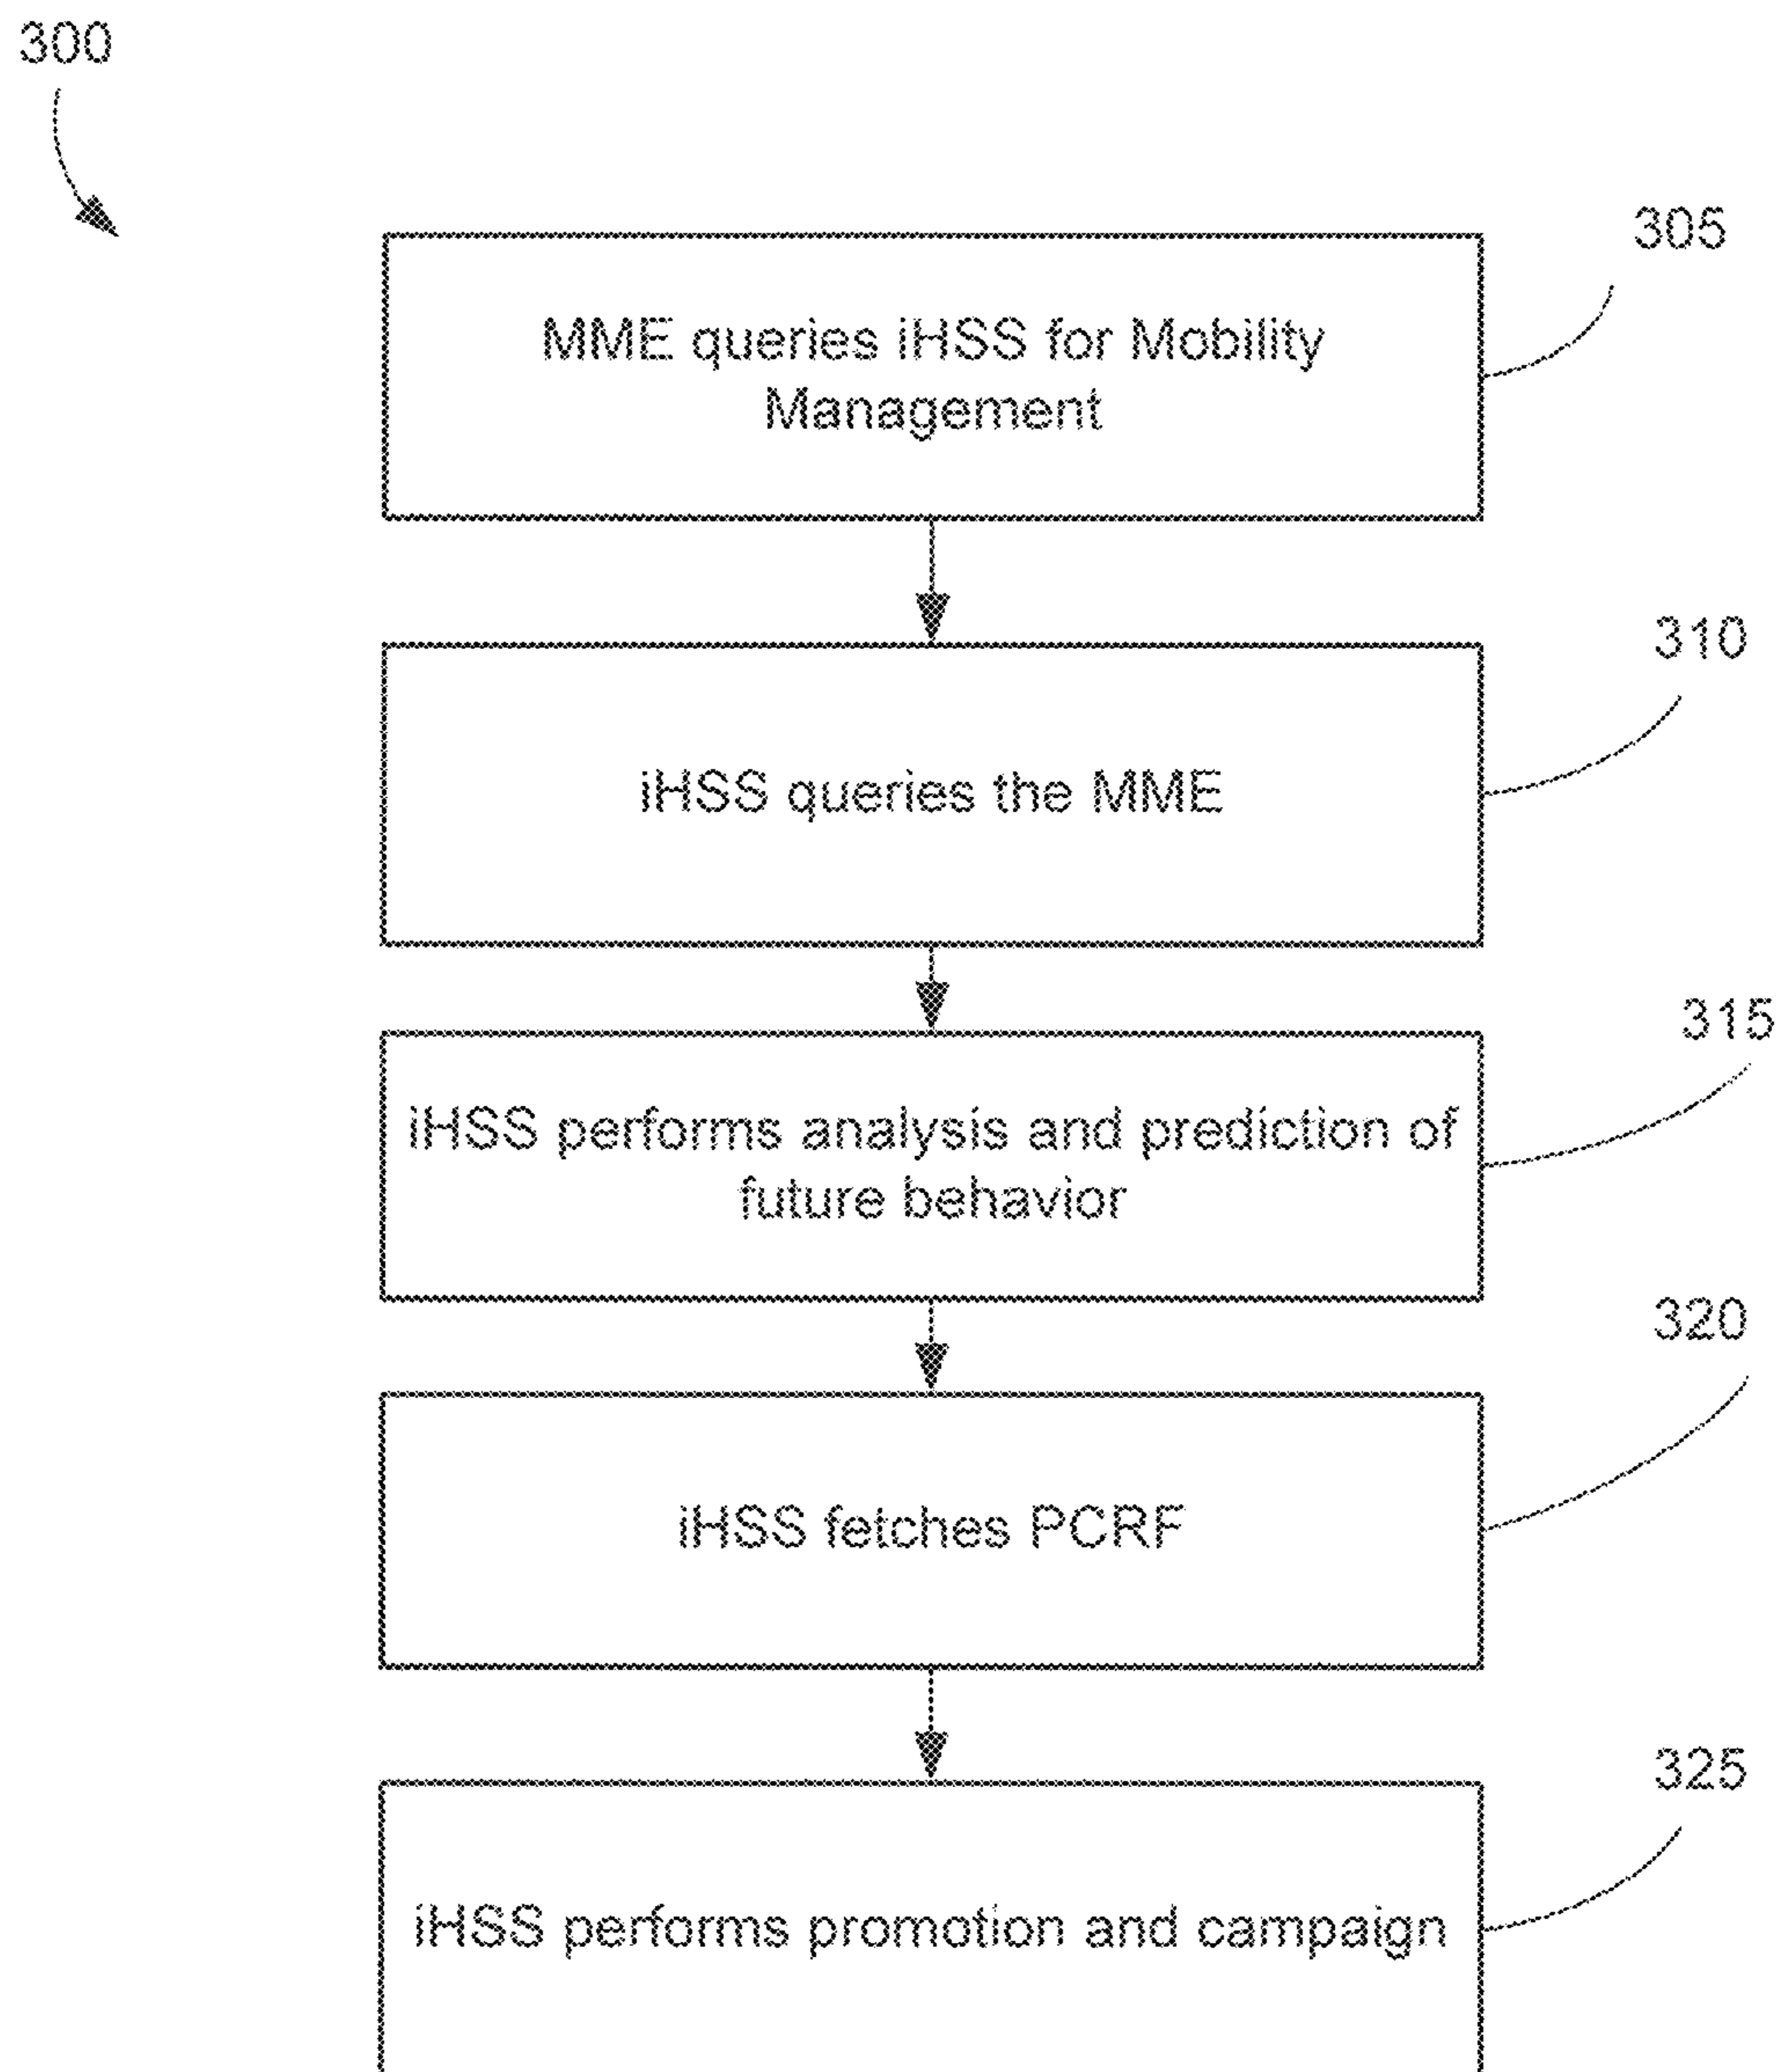 300
305
MME queries iHSS for Mobility
Management
310
iHSS queries the MME
315
iHSS performs analysis and prediction of
future behavior
320
iHSS fetches PCRF
325
iHSS performs promotion and campaign